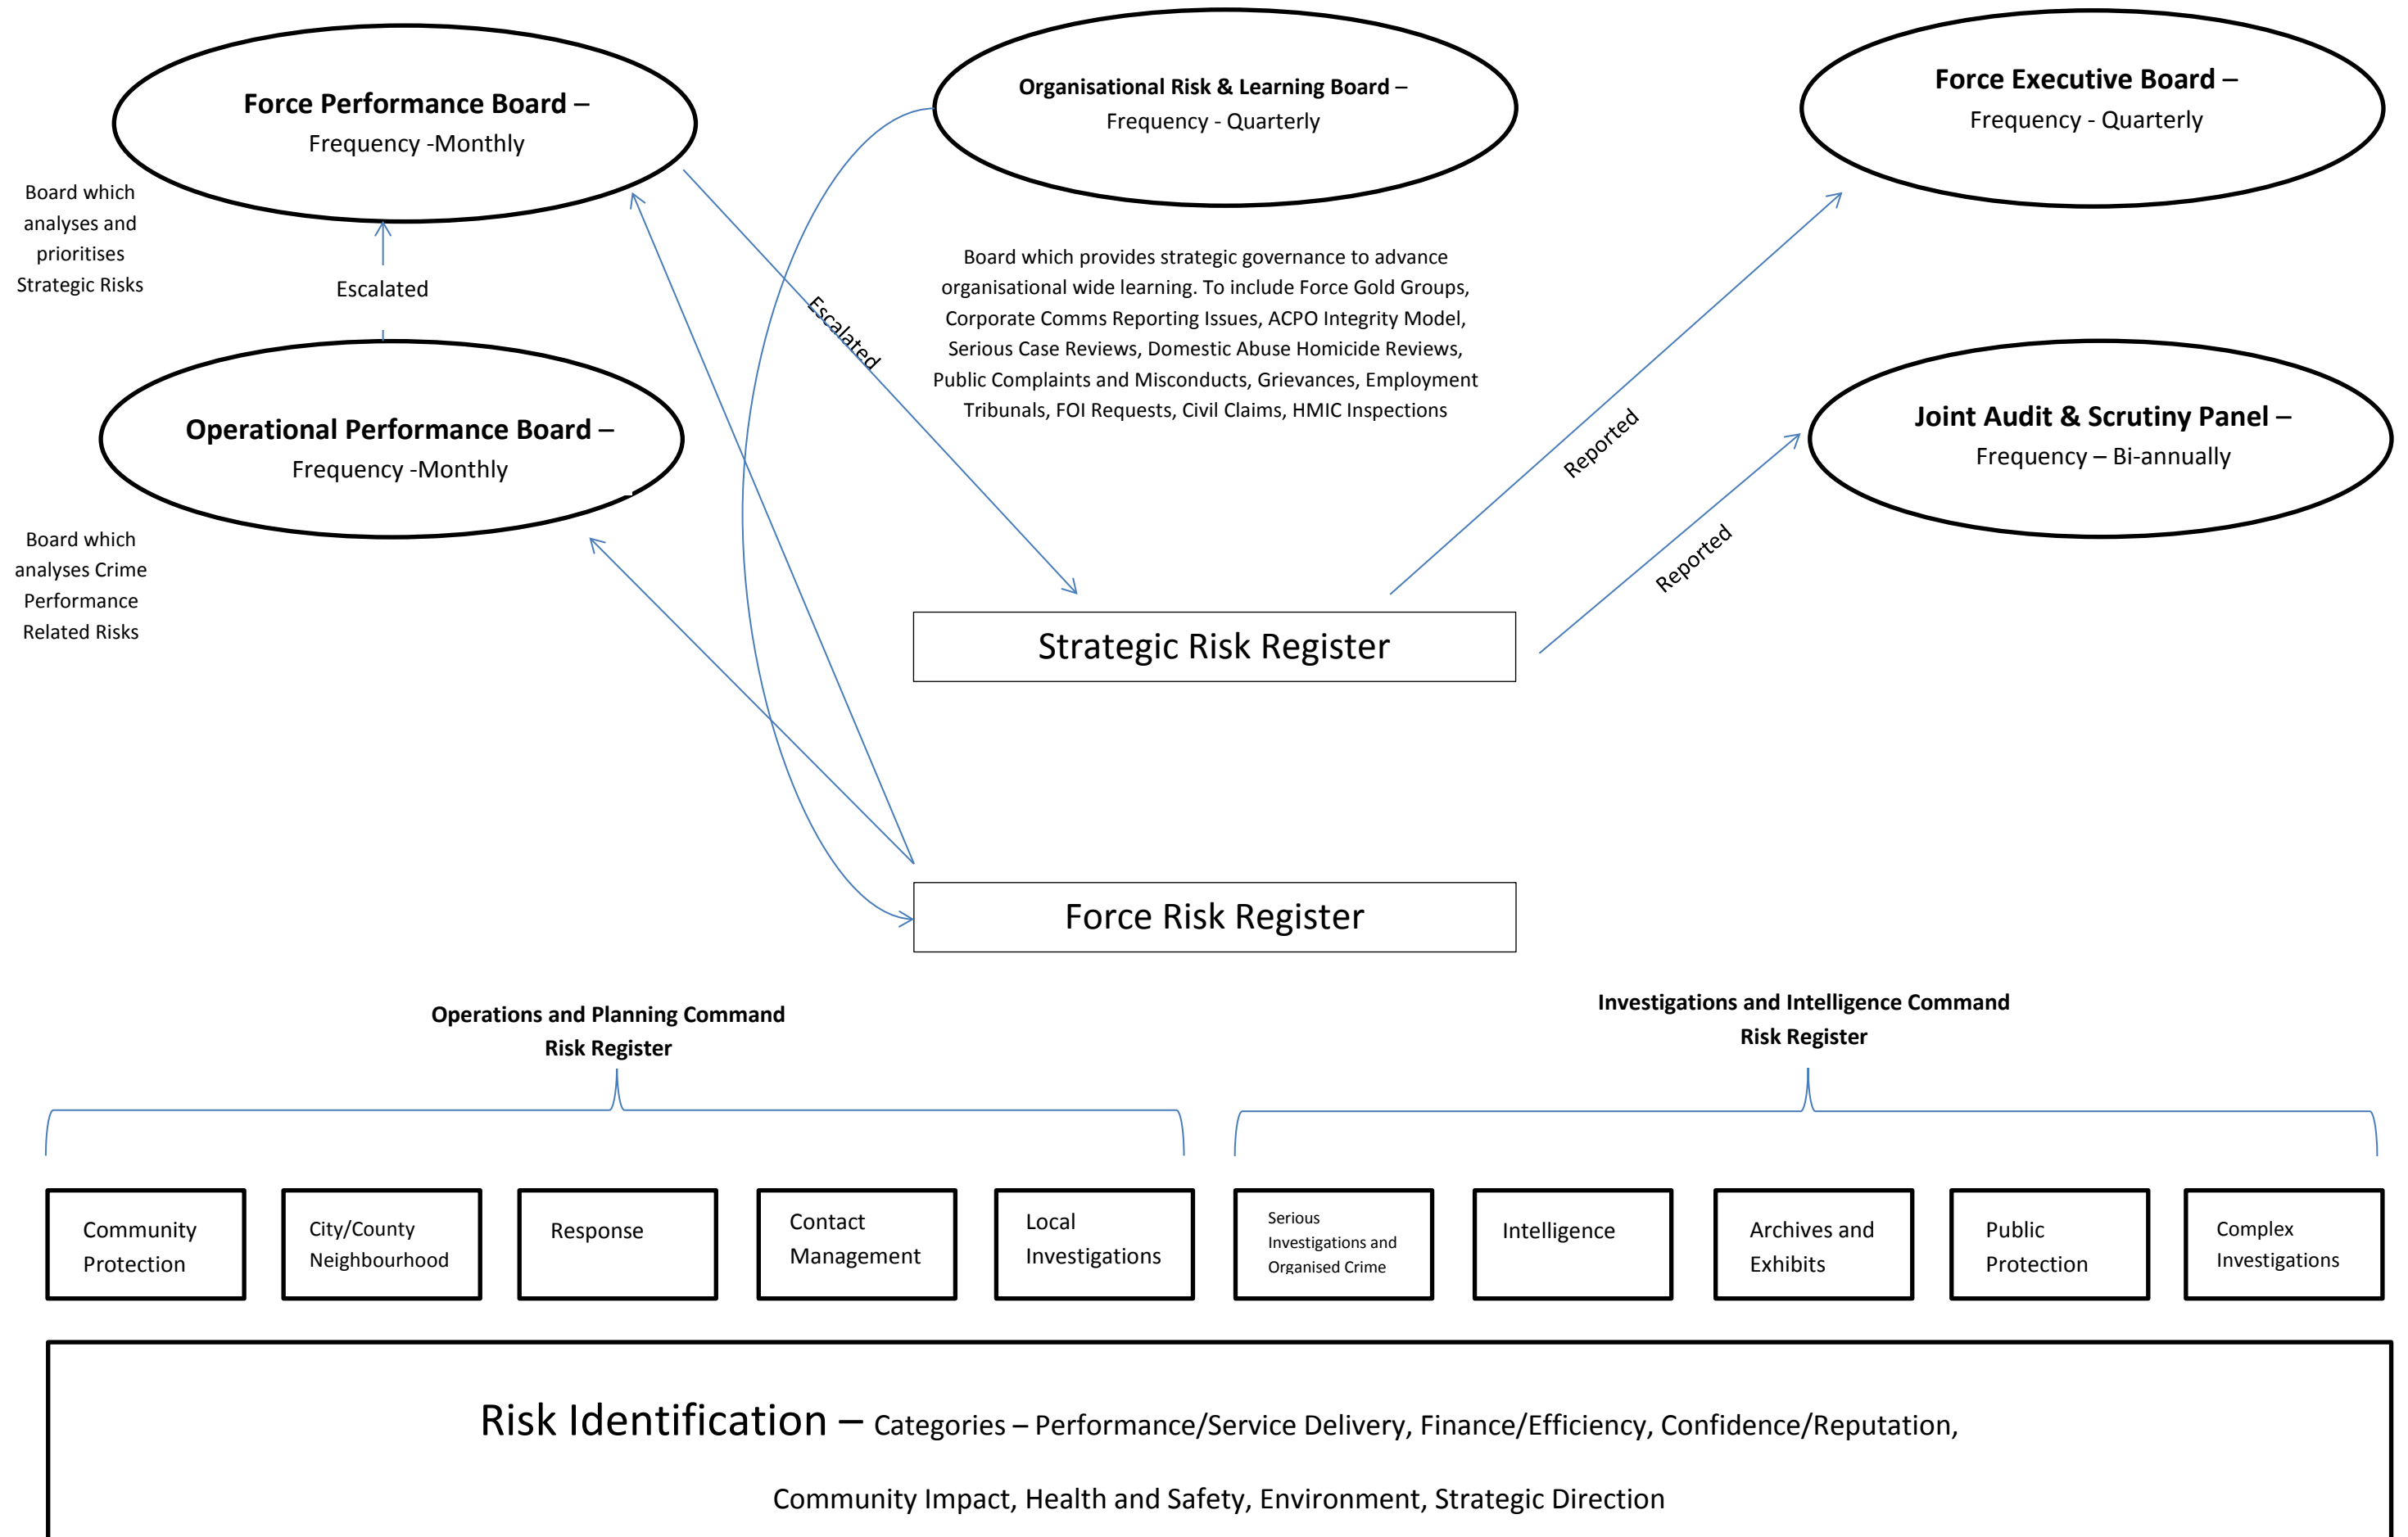 Force Performance Board –
Frequency -Monthly
Organisational Risk & Learning Board –
Frequency - Quarterly
Force Executive Board –
Frequency - Quarterly
Board which
analyses and
prioritises
Strategic Risks
Escalated
Escalated
Board which provides strategic governance to advance
organisational wide learning. To include Force Gold Groups,
Corporate Comms Reporting Issues, ACPO Integrity Model,
Serious Case Reviews, Domestic Abuse Homicide Reviews,
Public Complaints and Misconducts, Grievances, Employment
Tribunals, FOI Requests, Civil Claims, HMIC Inspections
Operational Performance Board –
Frequency -Monthly
Reported
Joint Audit & Scrutiny Panel –
Frequency – Bi-annually
Board which
analyses Crime
Performance
Related Risks
Reported
Strategic Risk Register
Force Risk Register
Operations and Planning Command
Risk Register
Investigations and Intelligence Command
Risk Register
Community
Protection
City/County
Neighbourhood
Response
Contact
Management
Local
Investigations
Serious
Investigations and
Organised Crime
Intelligence
Archives and
Exhibits
Public
Protection
Complex
Investigations
Risk Identification – Categories – Performance/Service Delivery, Finance/Efficiency, Confidence/Reputation,
Community Impact, Health and Safety, Environment, Strategic Direction